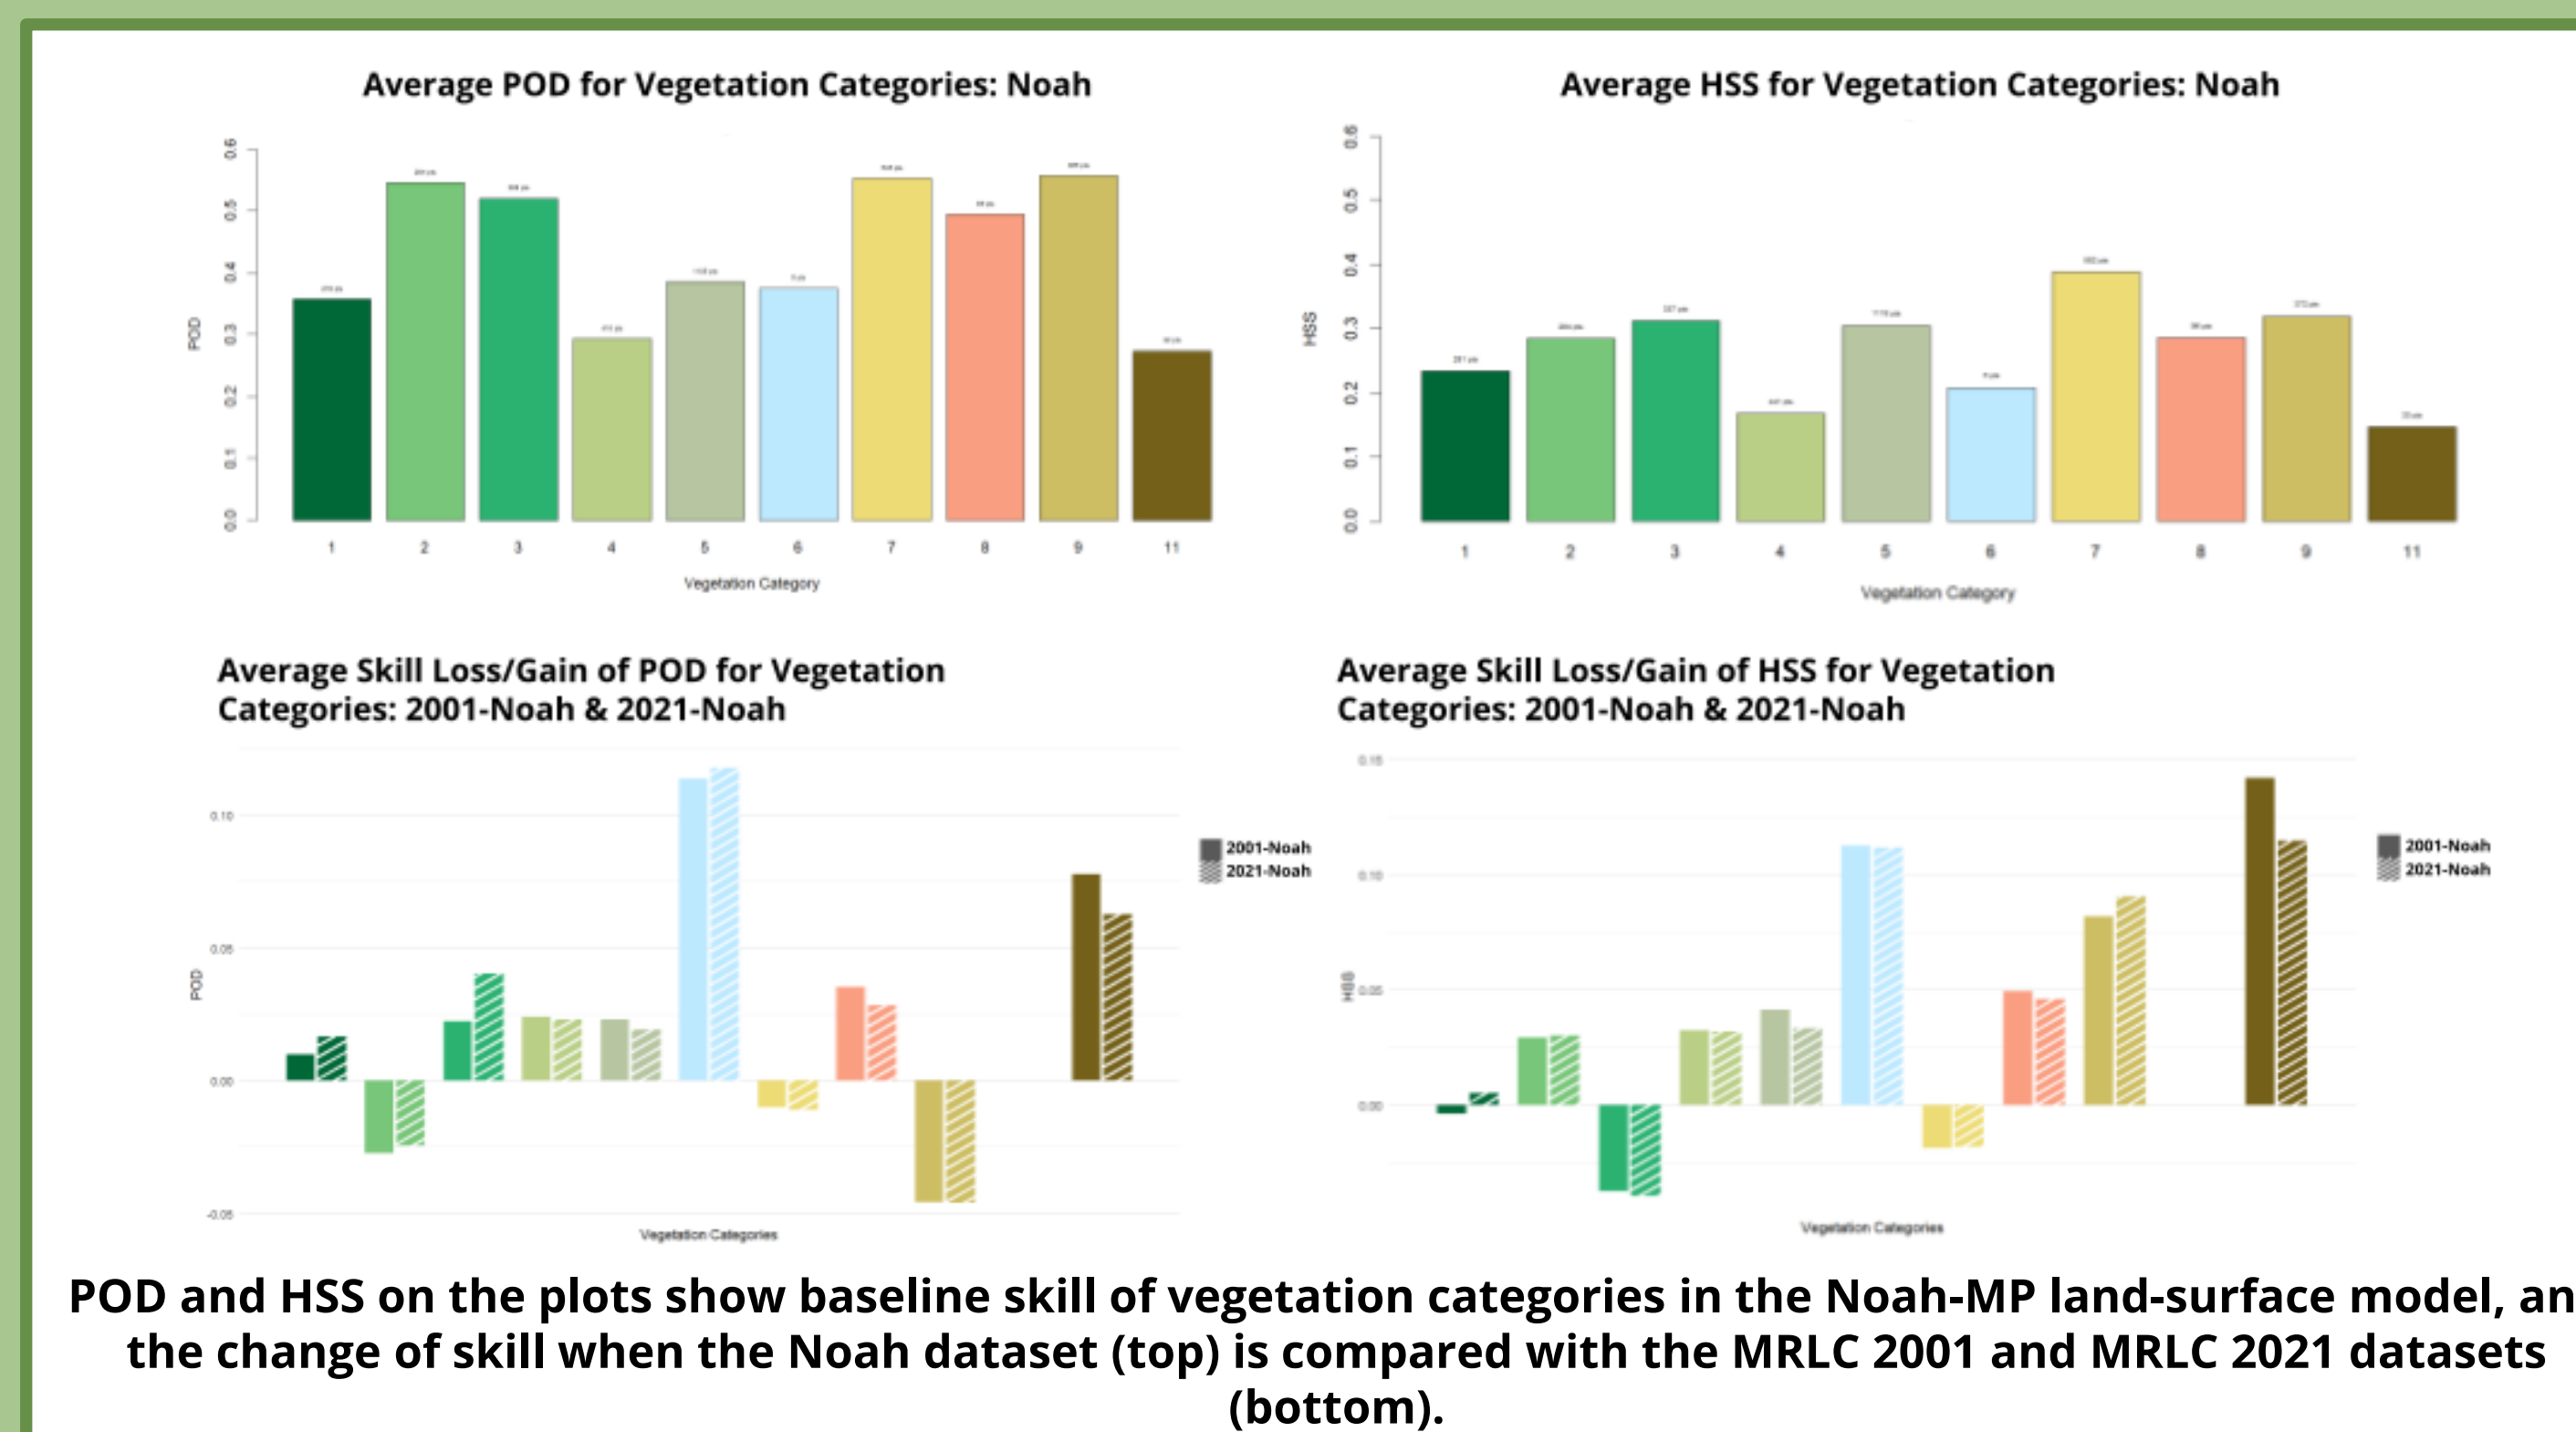 Average POD for Vegetation Categories: Noah
0.6
0.5
0.4
0.3
0.2
0.1
0.0
POD
1 2 3 4 5 6 7 8 9 11
Vegetation Category
Average HSS for Vegetation Categories: Noah
0.6
0.5
0.4
0.3
0.2
0.1
0.0
HSS
1 2 3 4 5 6 7 8 9 11
Vegetation Category
Average Skill Loss/Gain of POD for Vegetation
Categories: 2001-Noah & 2021-Noah
0.10
0.05
0.00
-0.05
POD
2001-Noah
2021-Noah
Vegetation Categories
Average Skill Loss/Gain of HSS for Vegetation
Categories: 2001-Noah & 2021-Noah
0.15
0.10
0.05
0.00
HSS
2001-Noah
2021-Noah
Vegetation Categories
POD and HSS on the plots show baseline skill of vegetation categories in the Noah-MP land-surface model, an
the change of skill when the Noah dataset (top) is compared with the MRLC 2001 and MRLC 2021 datasets
(bottom).